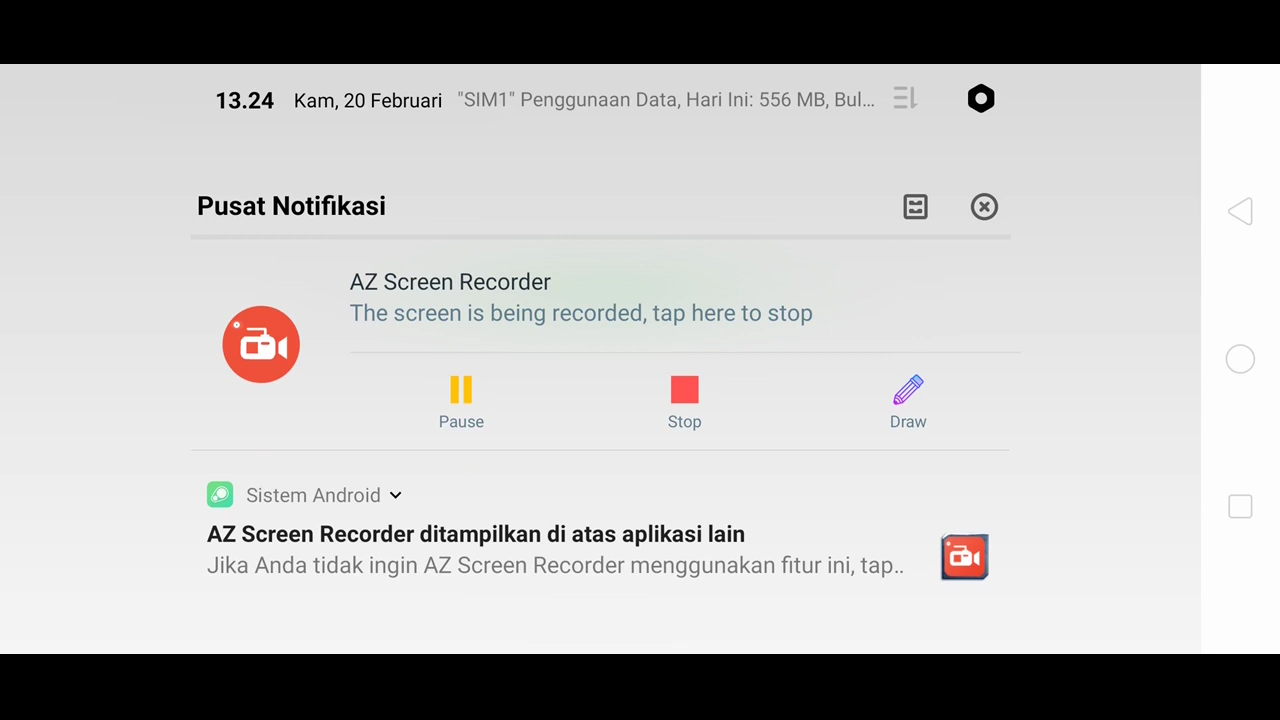 13.24 Kam, 20 Februari "SIM1" Penggunaan Data, Hari Ini: 556 MB, Bul...
Pusat Notifikasi
AZ Screen Recorder
The screen is being recorded, tap here to stop
Pause Stop Draw
Sistem Android
AZ Screen Recorder ditampilkan di atas aplikasi lain
Jika Anda tidak ingin AZ Screen Recorder menggunakan fitur ini, tap..